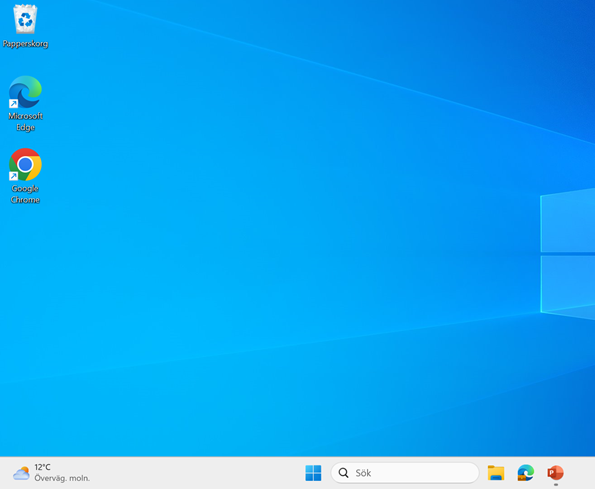 Papperskorg
Microsoft
Edge
Google
Chrome
12°C
Överväg. moln.
Sök